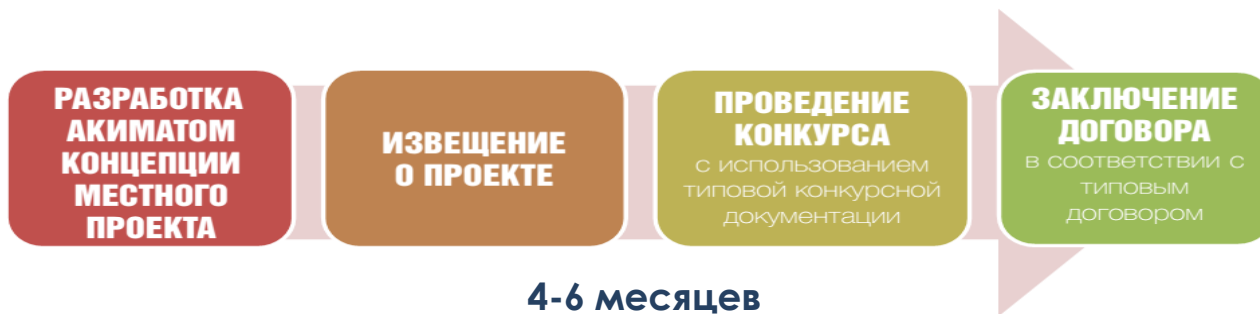 РАЗРАБОТКА
АКИМАТОМ
КОНЦЕПЦИИ
МЕСТНОГО
ПРОЕКТА
ИЗВЕЩЕНИЕ
О ПРОЕКТЕ
ПРОВЕДЕНИЕ
КОНКУРСА
с использованием
типовой конкурсной
документации
ЗАКЛЮЧЕНИЕ
ДОГОВОРА
в соответствии с
типовым
договором
4-6 месяцев